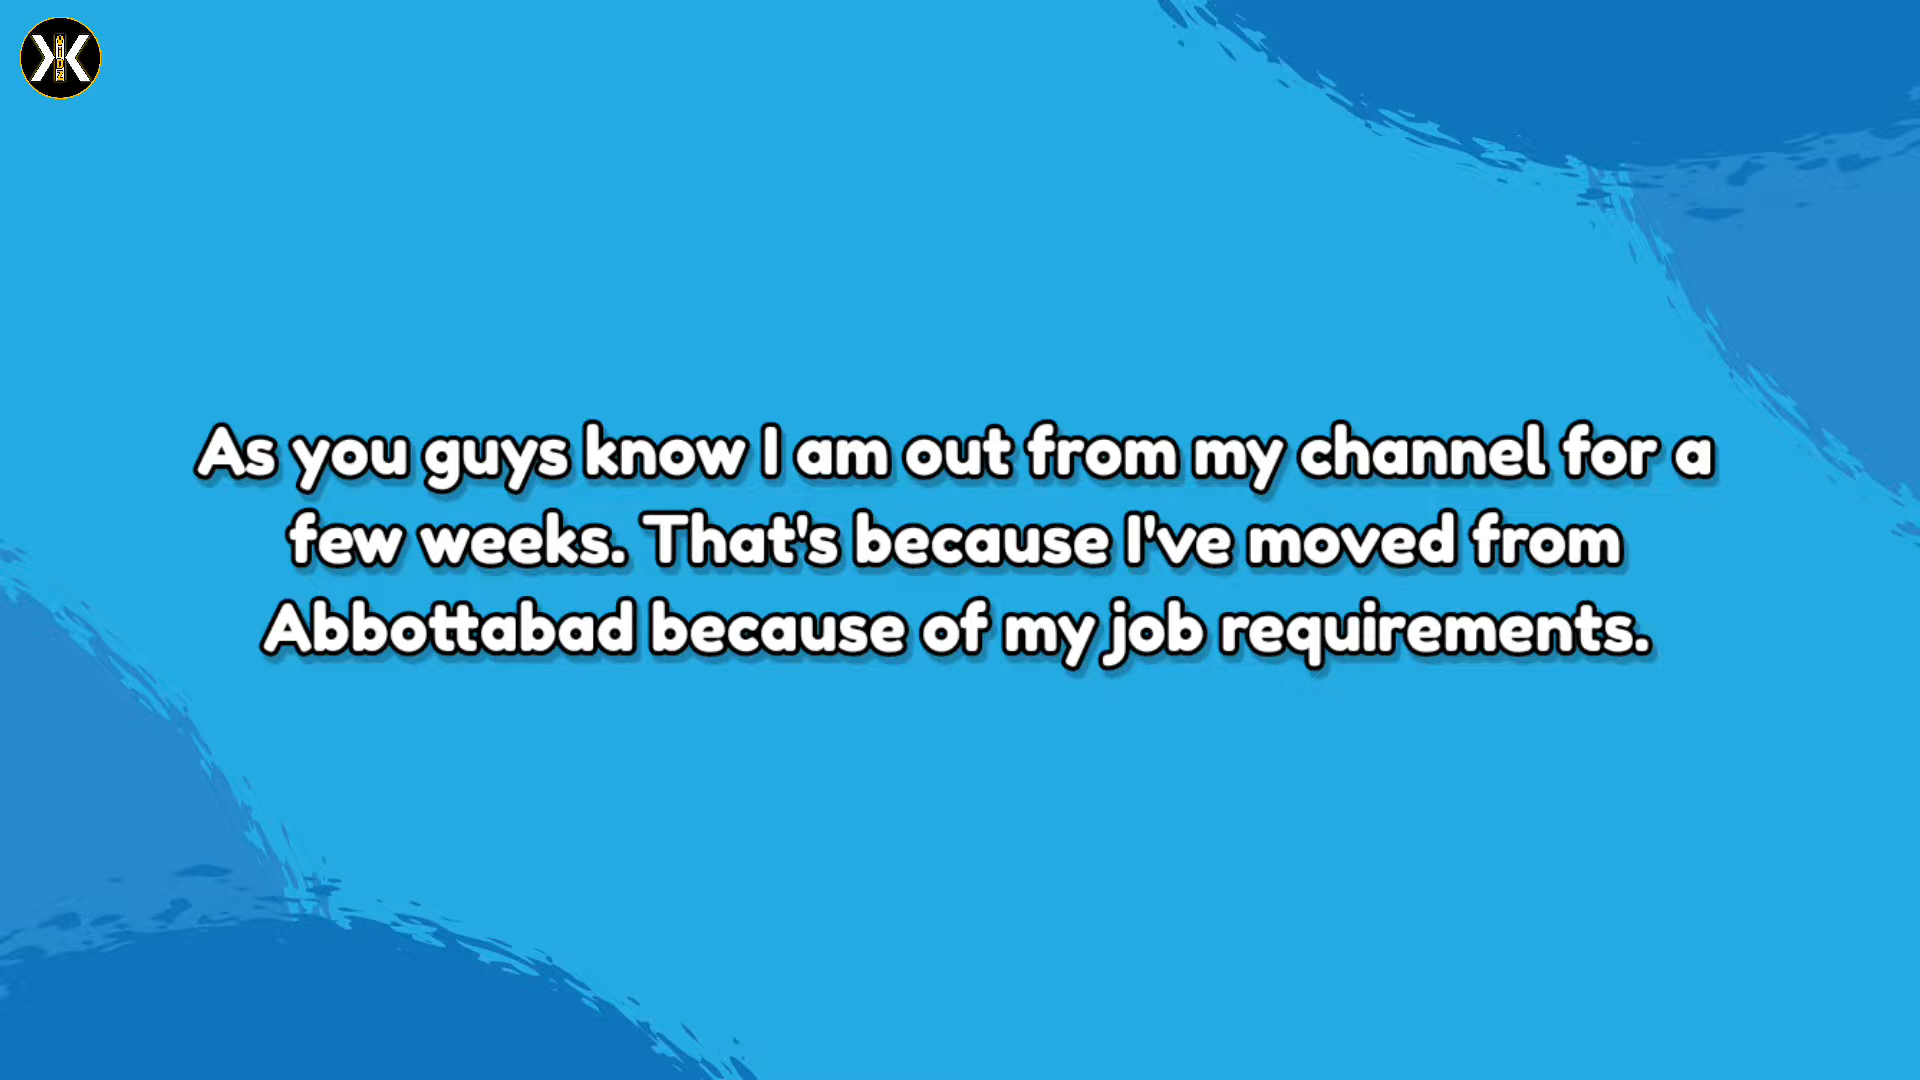 As you guys know I am out from my channel for a
few weeks. That's because I've moved from
Abbottabad because of my job requirements.